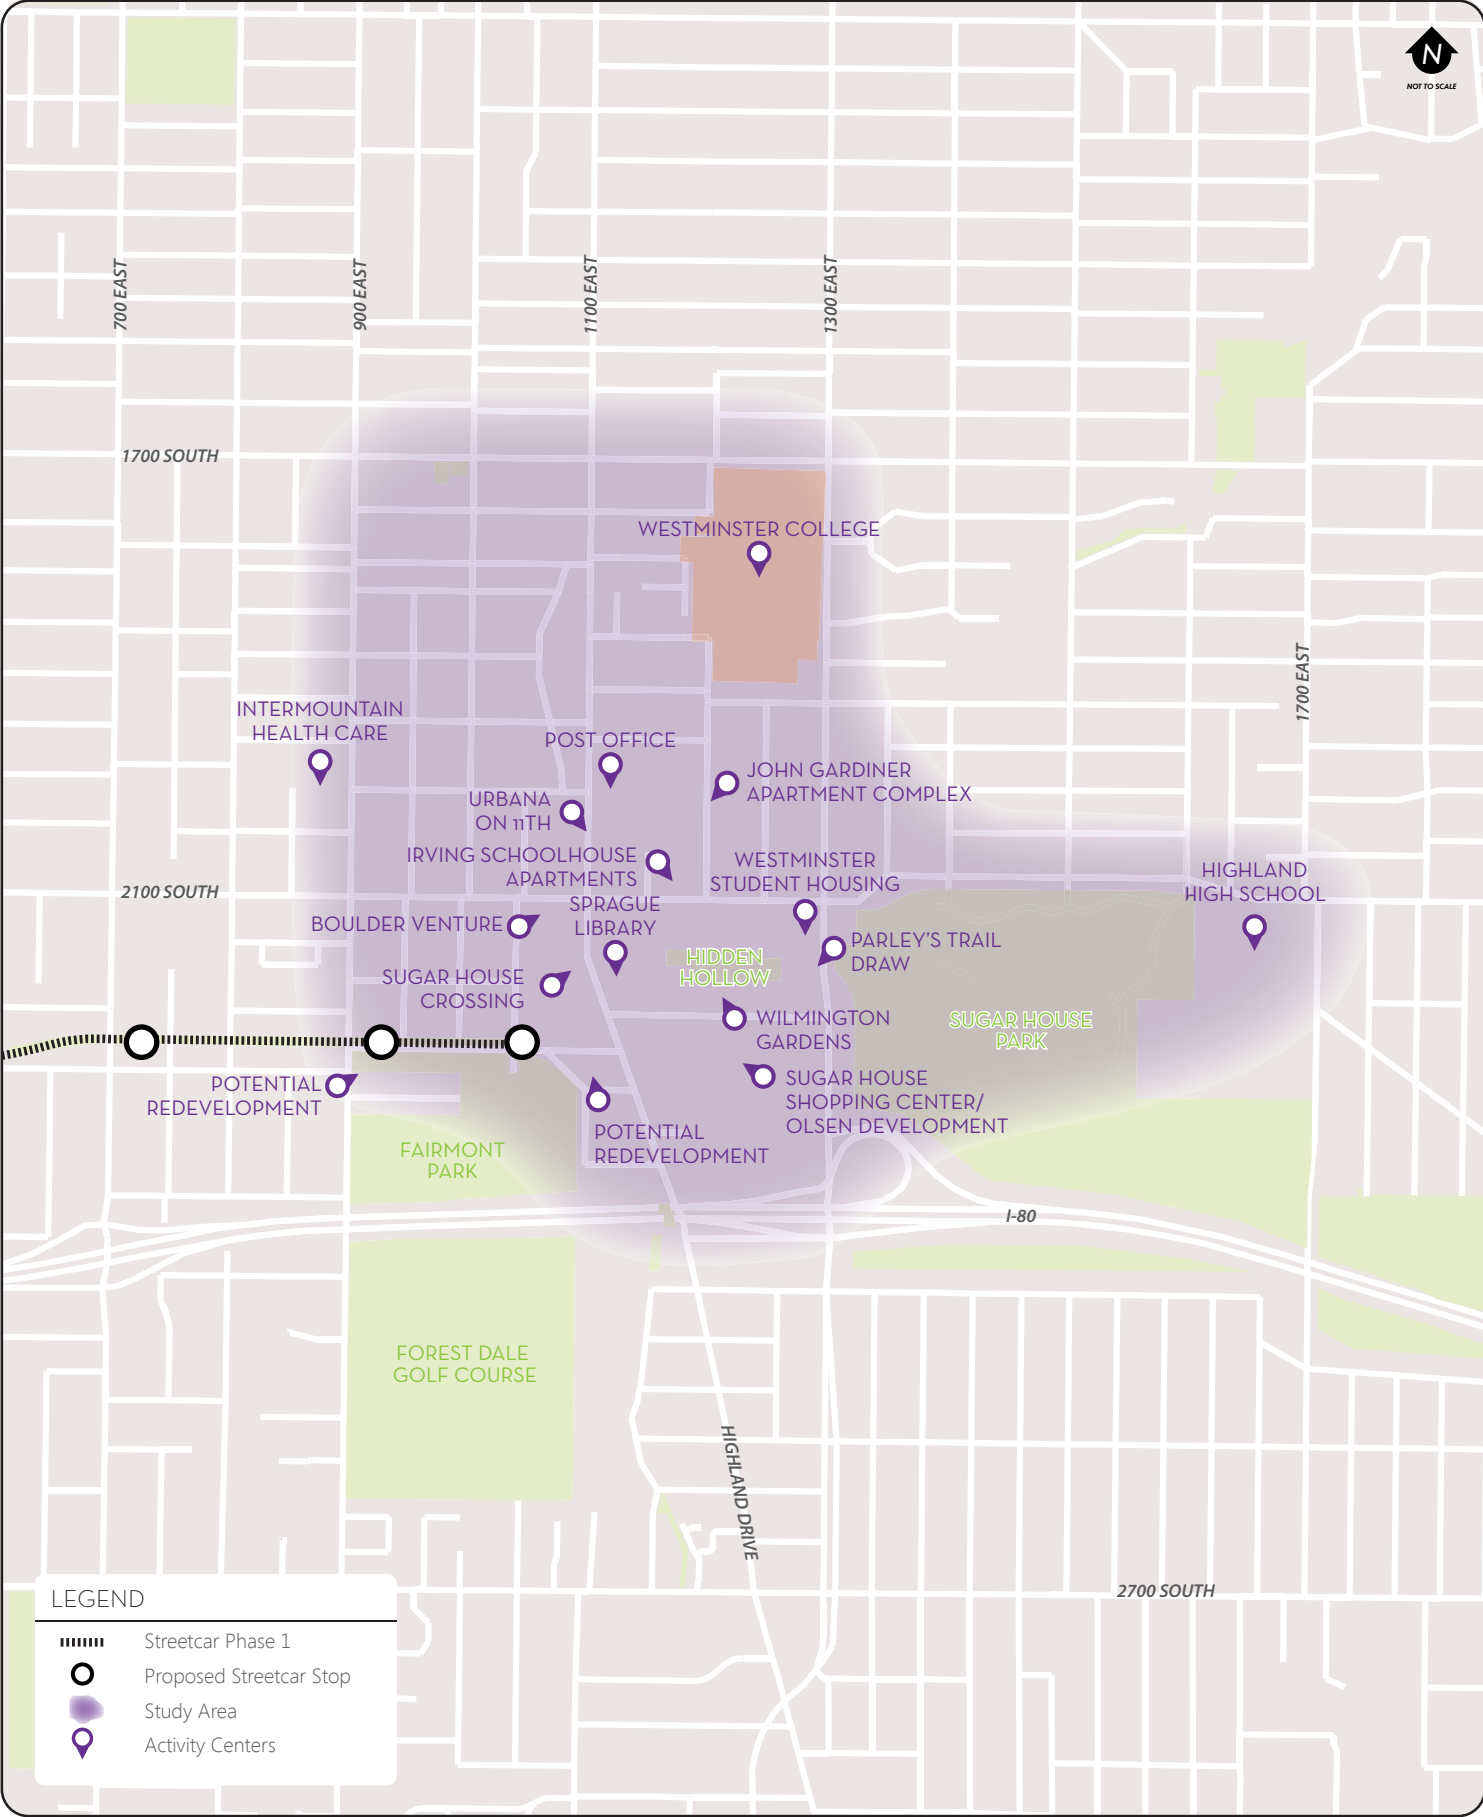 N
NOT TO SCALE
700 EAST
900 EAST
1100 EAST
1300 EAST
1700 SOUTH
WESTMINSTER COLLEGE
1700 EAST
INTERMOUNTAIN
HEALTH CARE
POST OFFICE
JOHN GARDINER
APARTMENT COMPLEX
URBANA
ON 11TH
IRVING SCHOOLHOUSE
APARTMENTS
WESTMINSTER
STUDENT HOUSING
HIGHLAND
HIGH SCHOOL
2100 SOUTH
SPRAGUE
LIBRARY
BOULDER VENTURE
PARLEY'S TRAIL
DRAW
HIDDEN
HOLLOW
SUGAR HOUSE
CROSSING
WILMINGTON
GARDENS
SUGAR HOUSE
PARK
POTENTIAL
REDEVELOPMENT
SUGAR HOUSE
SHOPPING CENTER/
OLSEN DEVELOPMENT
POTENTIAL
REDEVELOPMENT
FAIRMONT
PARK
I-80
FOREST DALE
GOLF COURSE
HIGHLAND DRIVE
2700 SOUTH
LEGEND
Streetcar Phase 1
Proposed Streetcar Stop
Study Area
Activity Centers